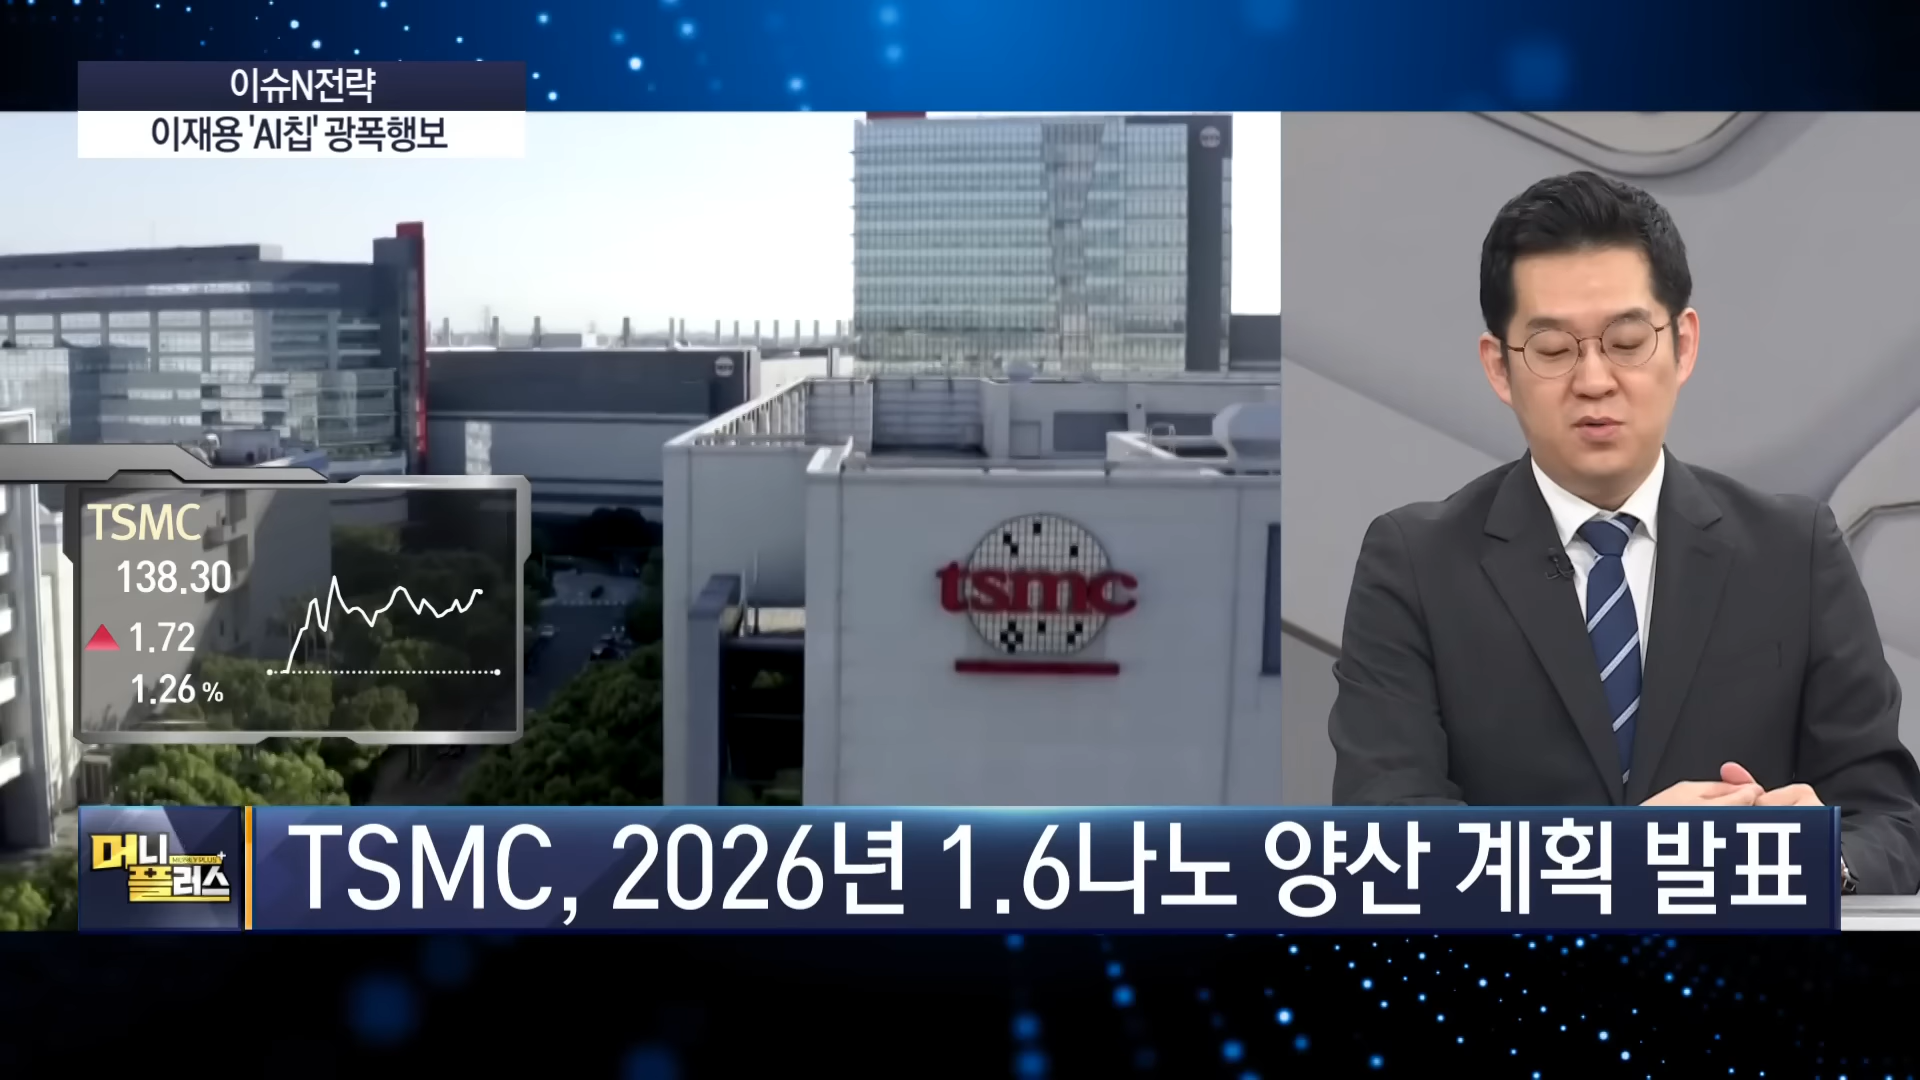 이슈N전략
이재용 'AI칩' 광폭행보
TSMC
138.30
▲ 1.72
1.26 %
tsmc
머니
MONEY PLUS+
플러스
TSMC, 2026년 1.6나노 양산 계획 발표